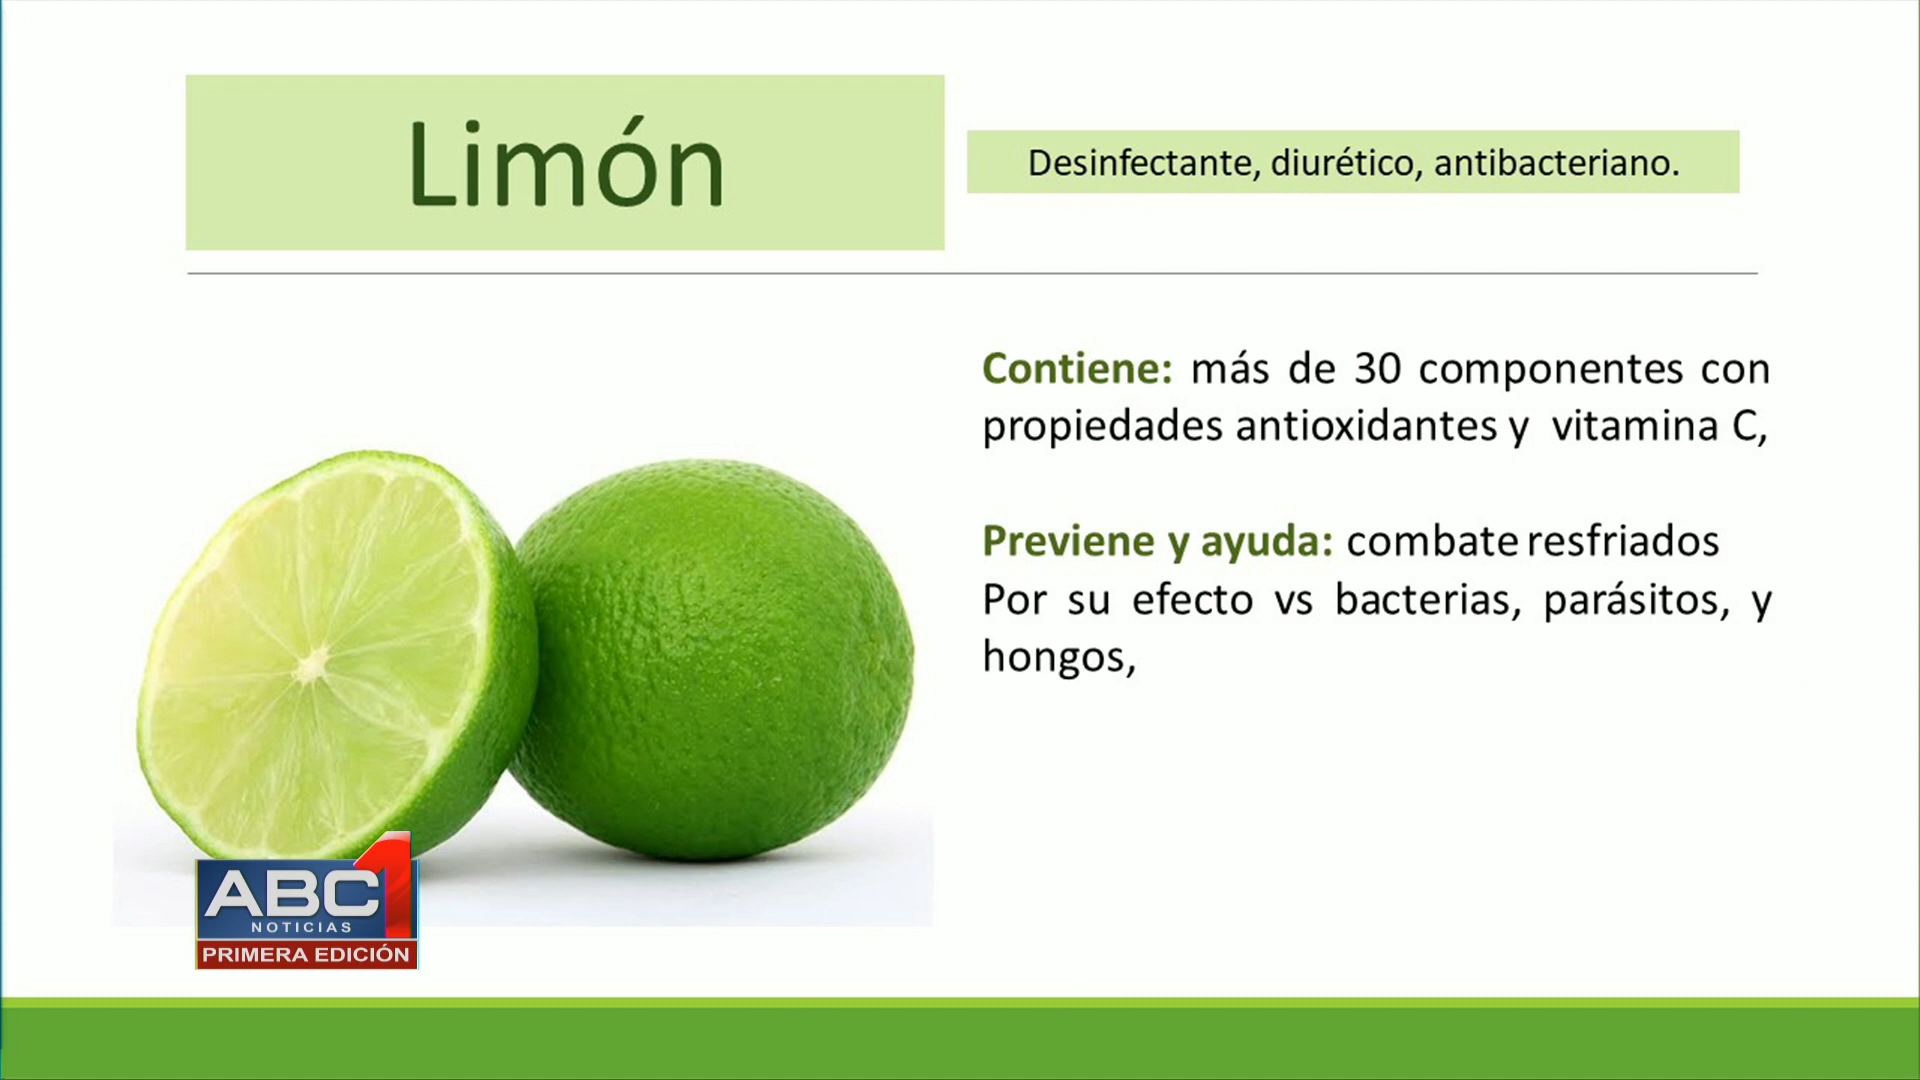 Limón
Desinfectante, diurético, antibacteriano.
Contiene: más de 30 componentes con
propiedades antioxidantes y vitamina C,
Previene y ayuda: combate resfriados
Por su efecto vs bacterias, parásitos, y
hongos,
ABC1
NOTICIAS
PRIMERA EDICIÓN